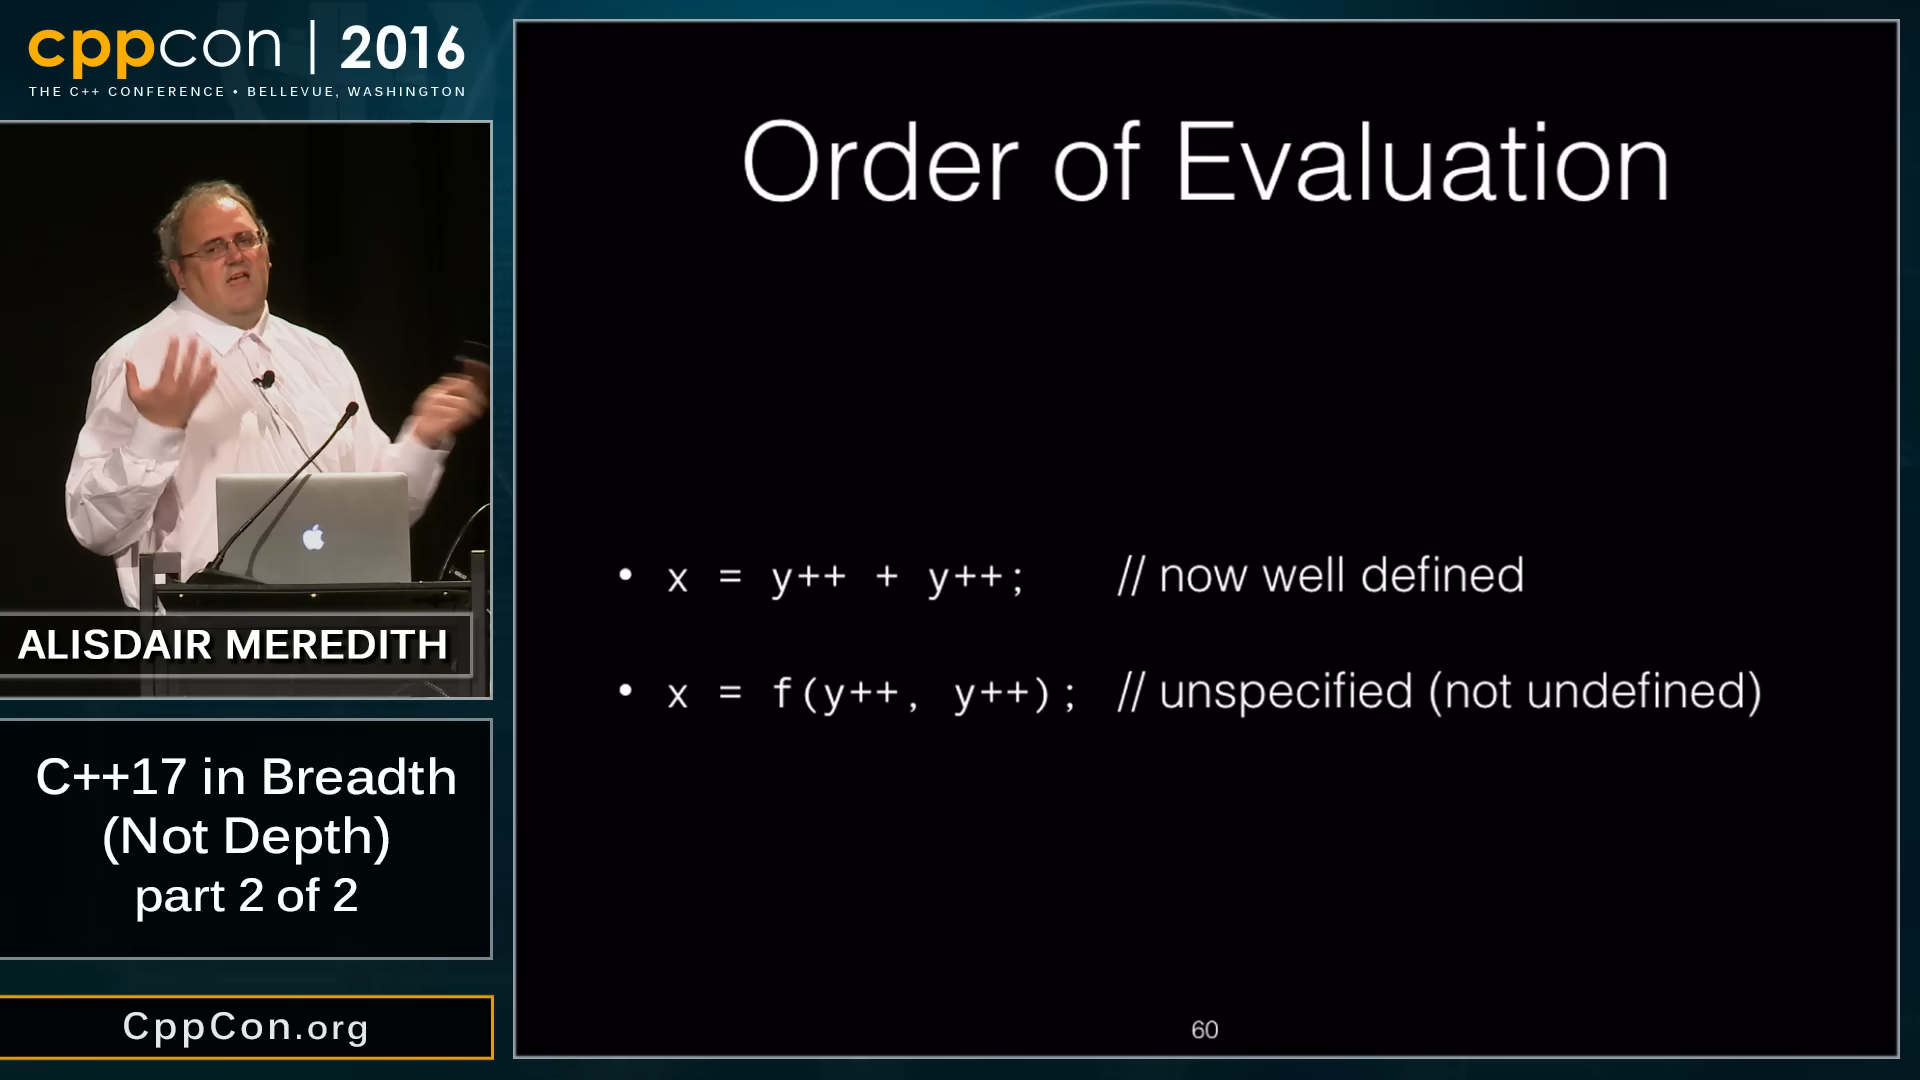 cppcon | 2016
THE C++ CONFERENCE • BELLEVUE, WASHINGTON
ALISDAIR MEREDITH
C++17 in Breadth
(Not Depth)
part 2 of 2
CppCon.org
Order of Evaluation
• x = y++ + y++; // now well defined
• x = f(y++, y++); // unspecified (not undefined)
60